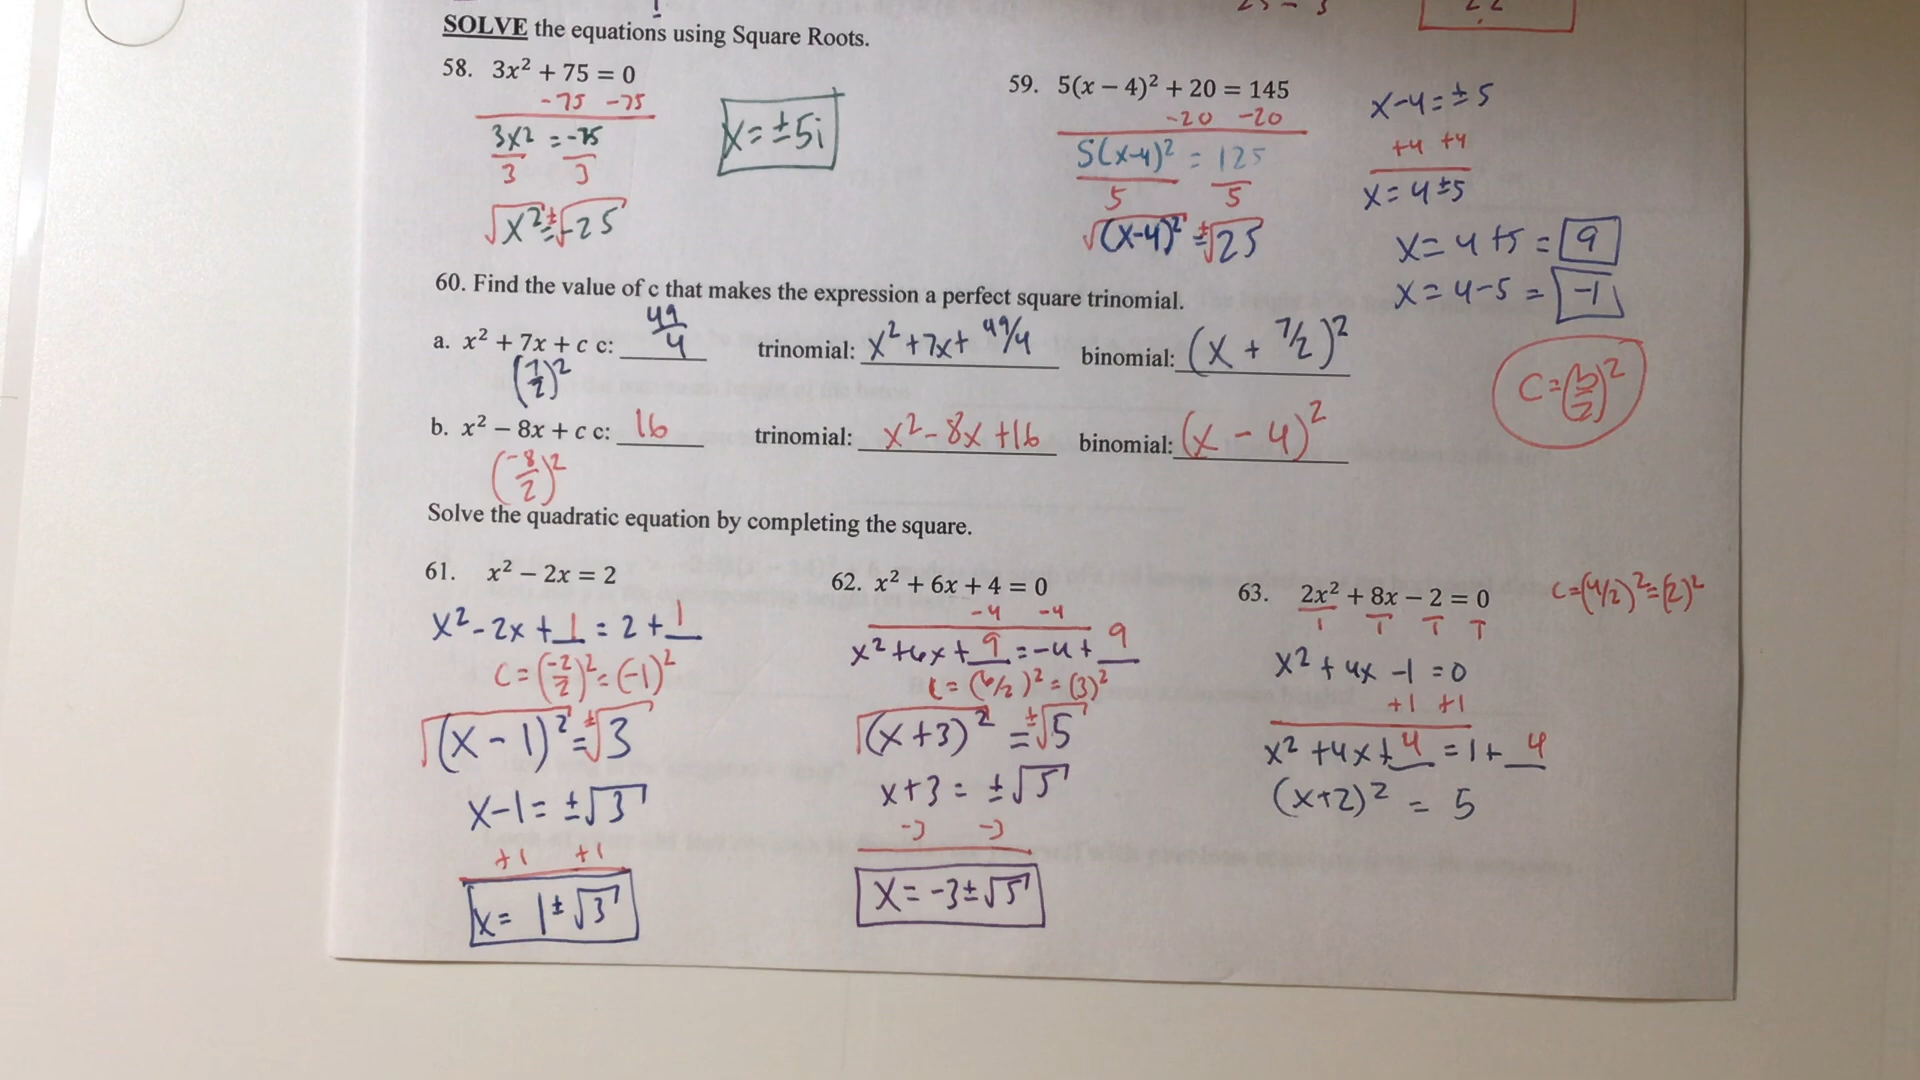 SOLVE the equations using Square Roots.
58. 3x² + 75 = 0
-75 -75
3x² = -75
3 3
√x² = ±√-25
x = ±5i
59. 5(x – 4)² + 20 = 145
-20 -20
5(x-4)² = 125
5 5
√(x-4)² = ±√25
x-4 = ±5
+4 +4
x = 4 ± 5
x = 4 + 5 = 9
x = 4 - 5 = -1
60. Find the value of c that makes the expression a perfect square trinomial.
a. x² + 7x + c c: 49/4 trinomial: x² + 7x + 49/4 binomial: (x + 7/2)²
(7/2)²
C = (b/2)²
b. x² – 8x + c c: 16 trinomial: x² - 8x + 16 binomial: (x - 4)²
(-8/2)²
Solve the quadratic equation by completing the square.
61. x² – 2x = 2
x² - 2x + 1 = 2 + 1
C = (-2/2)² = (-1)²
√(x - 1)² = ±√3
x - 1 = ±√3
+1 +1
x = 1 ± √3
62. x² + 6x + 4 = 0
-4 -4
x² + 6x + 9 = -4 + 9
C = (6/2)² = (3)²
√(x + 3)² = ±√5
x + 3 = ±√5
-3 -3
x = -3 ± √5
63. 2x² + 8x – 2 = 0
C = (4/2)² = (2)²
x² + 4x - 1 = 0
+1 +1
x² + 4x + 4 = 1 + 4
(x+2)² = 5